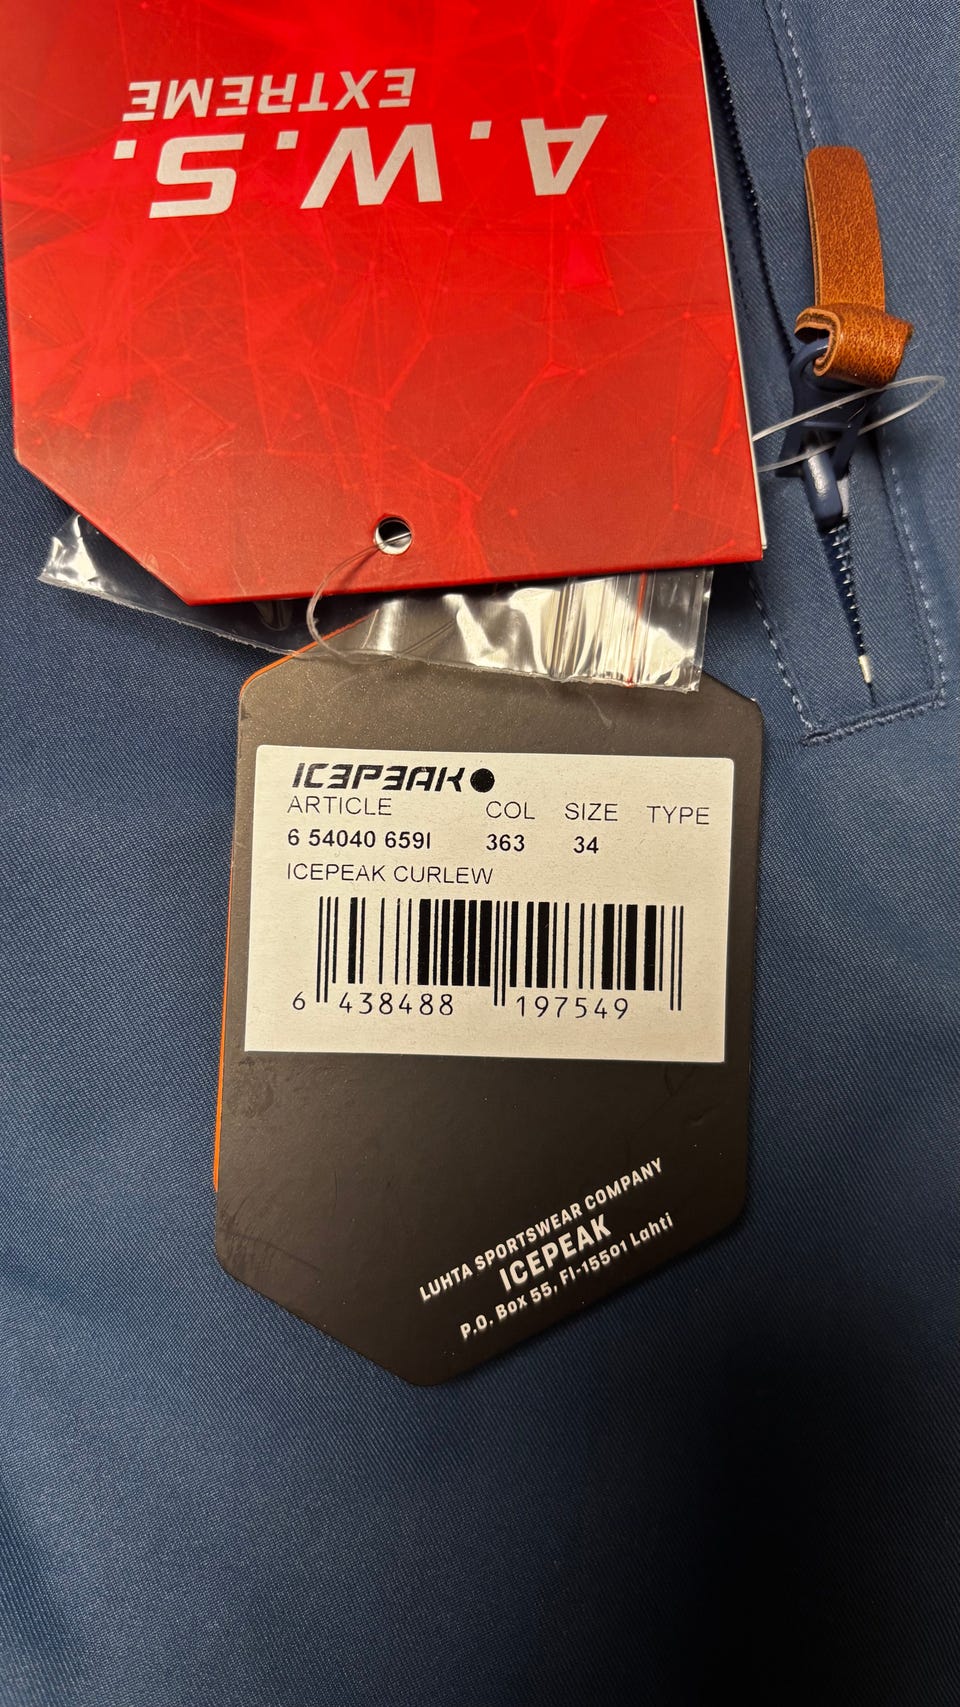 A.W.S.
EXTREME
ICEPEAK
ARTICLE COL SIZE TYPE
6 54040 659I 363 34
ICEPEAK CURLEW
6 438488 197549
LUHTA SPORTSWEAR COMPANY
ICEPEAK
P.O. Box 55, FI-15501 Lahti